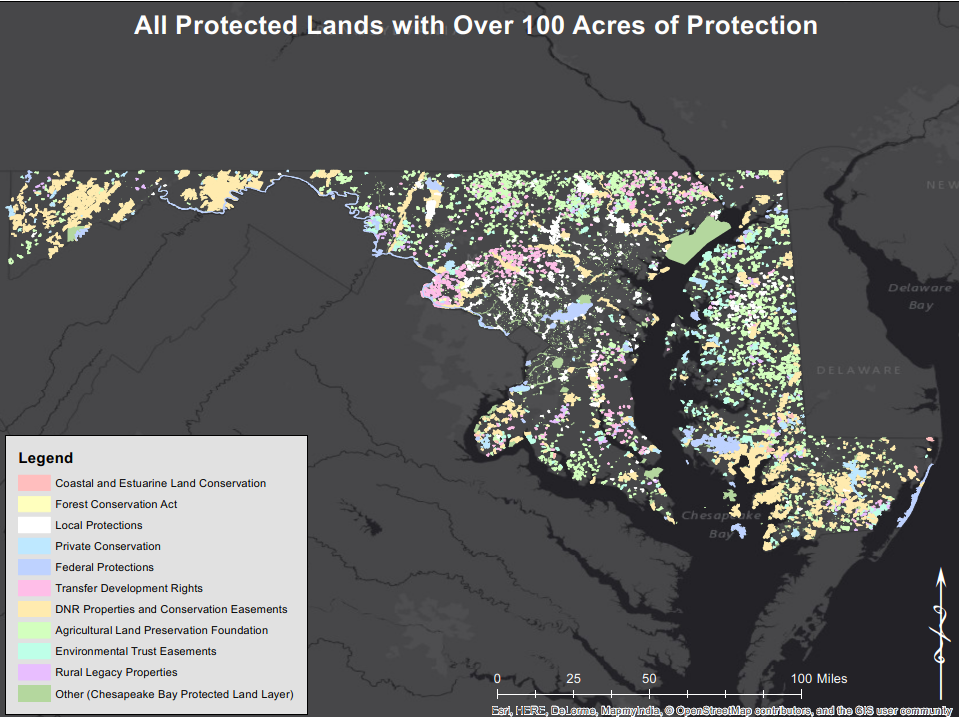 All Protected Lands with Over 100 Acres of Protection
NEW
Delaware
Bay
DELAWARE
Chesapeake
Bay
Legend
Coastal and Estuarine Land Conservation
Forest Conservation Act
Local Protections
Private Conservation
Federal Protections
Transfer Development Rights
DNR Properties and Conservation Easements
Agricultural Land Preservation Foundation
Environmental Trust Easements
Rural Legacy Properties
Other (Chesapeake Bay Protected Land Layer)
0 25 50 100 Miles
Esri, HERE, DeLorme, MapmyIndia, © OpenStreetMap contributors, and the GIS user community